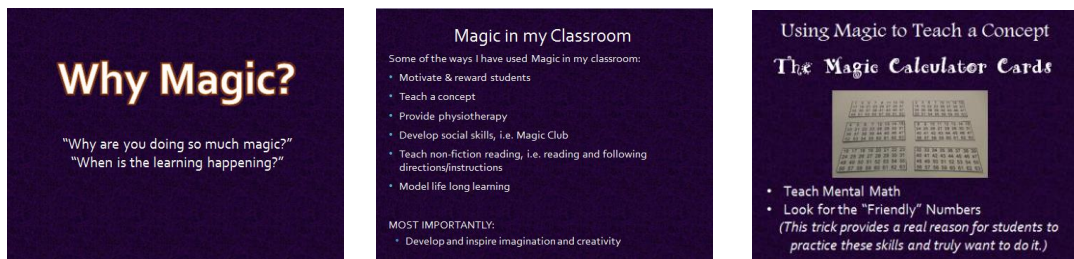 Why Magic?
“Why are you doing so much magic?”
“When is the learning happening?”
Magic in my Classroom
Some of the ways I have used Magic in my classroom:
• Motivate & reward students
• Teach a concept
• Provide physiotherapy
• Develop social skills, i.e. Magic Club
• Teach non-fiction reading, i.e. reading and following
directions/instructions
• Model life long learning
MOST IMPORTANTLY:
• Develop and inspire imagination and creativity
Using Magic to Teach a Concept
The Magic Calculator Cards
• Teach Mental Math
• Look for the “Friendly” Numbers
(This trick provides a real reason for students to
practice these skills and truly want to do it.)